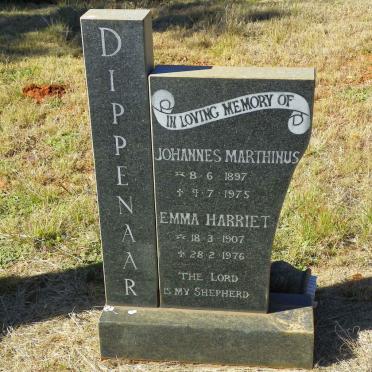 DIPPENAAR
IN LOVING MEMORY OF
JOHANNES MARTHINUS
* 8-6-1897
✝ 9-7-1975
EMMA HARRIET
* 18-3-1907
✝ 28-2-1976
THE LORD
IS MY SHEPHERD